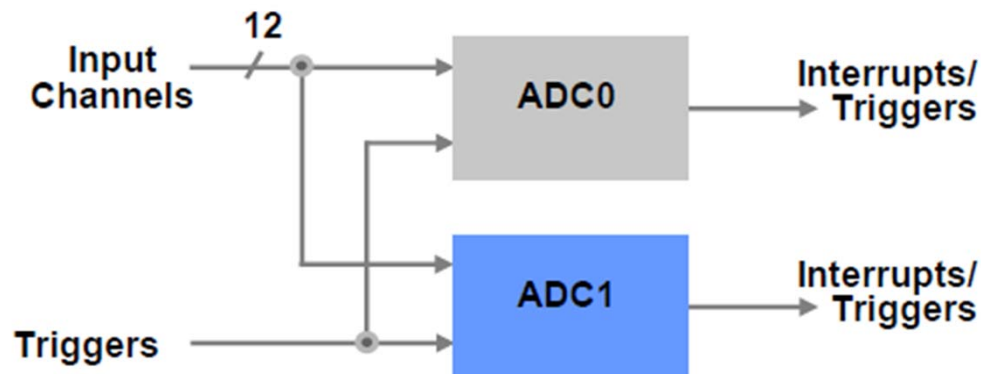 12
Input
Channels
ADC0
Interrupts/
Triggers
ADC1
Interrupts/
Triggers
Triggers